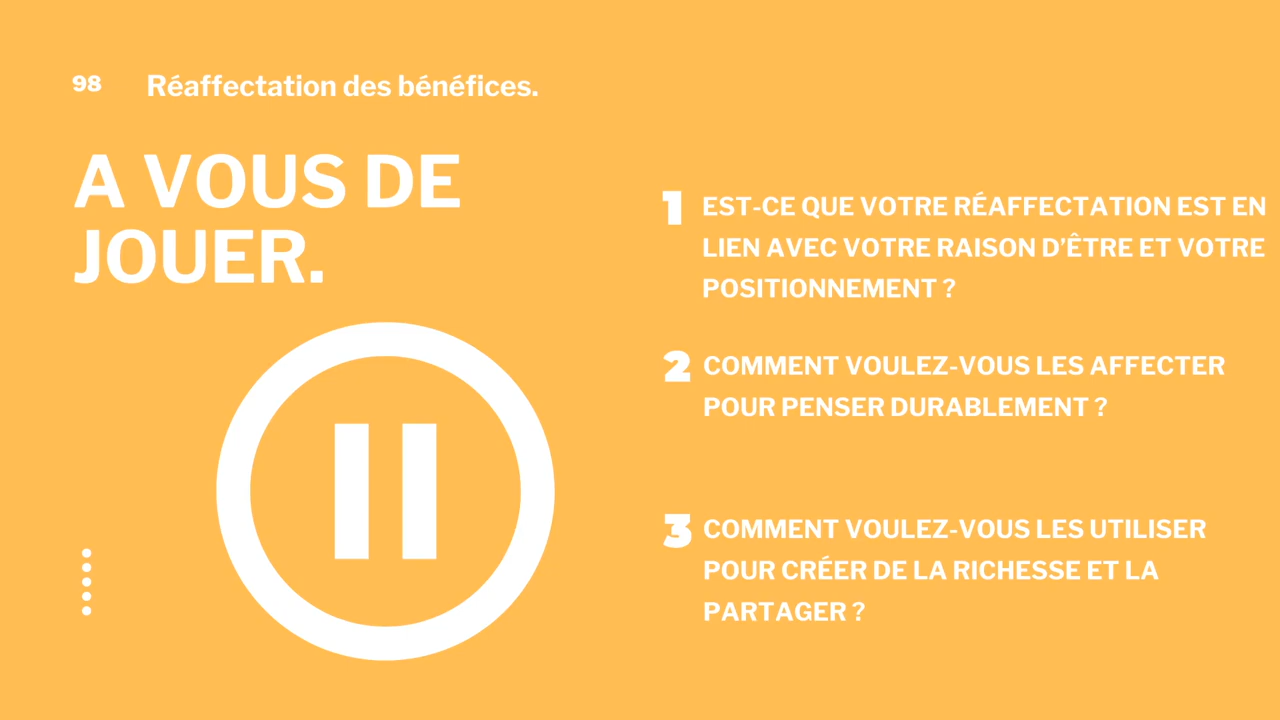 98
Réaffectation des bénéfices.
A VOUS DE
JOUER.
1
EST-CE QUE VOTRE RÉAFFECTATION EST EN
LIEN AVEC VOTRE RAISON D’ÊTRE ET VOTRE
POSITIONNEMENT ?
2
COMMENT VOULEZ-VOUS LES AFFECTER
POUR PENSER DURABLEMENT ?
3
COMMENT VOULEZ-VOUS LES UTILISER
POUR CRÉER DE LA RICHESSE ET LA
PARTAGER ?